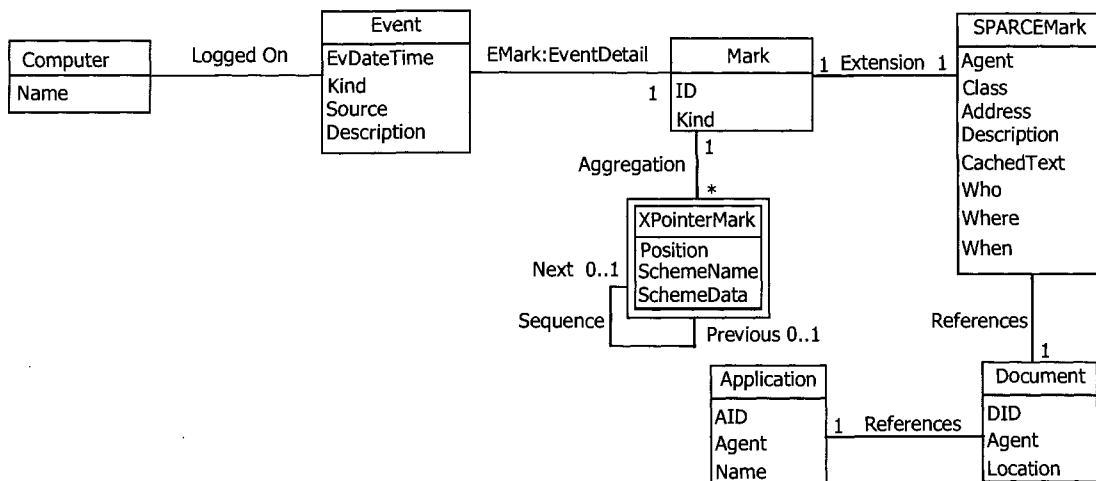 Computer
Name
Logged On
Event
EvDateTime
Kind
Source
Description
EMark:EventDetail
1
Mark
ID
Kind
1 Extension 1
SPARCEMark
Agent
Class
Address
Description
CachedText
Who
Where
When
1
Aggregation
*
XPointerMark
Position
SchemeName
SchemeData
Next 0..1
Sequence
Previous 0..1
References
1
Application
AID
Agent
Name
1 References
Document
DID
Agent
Location